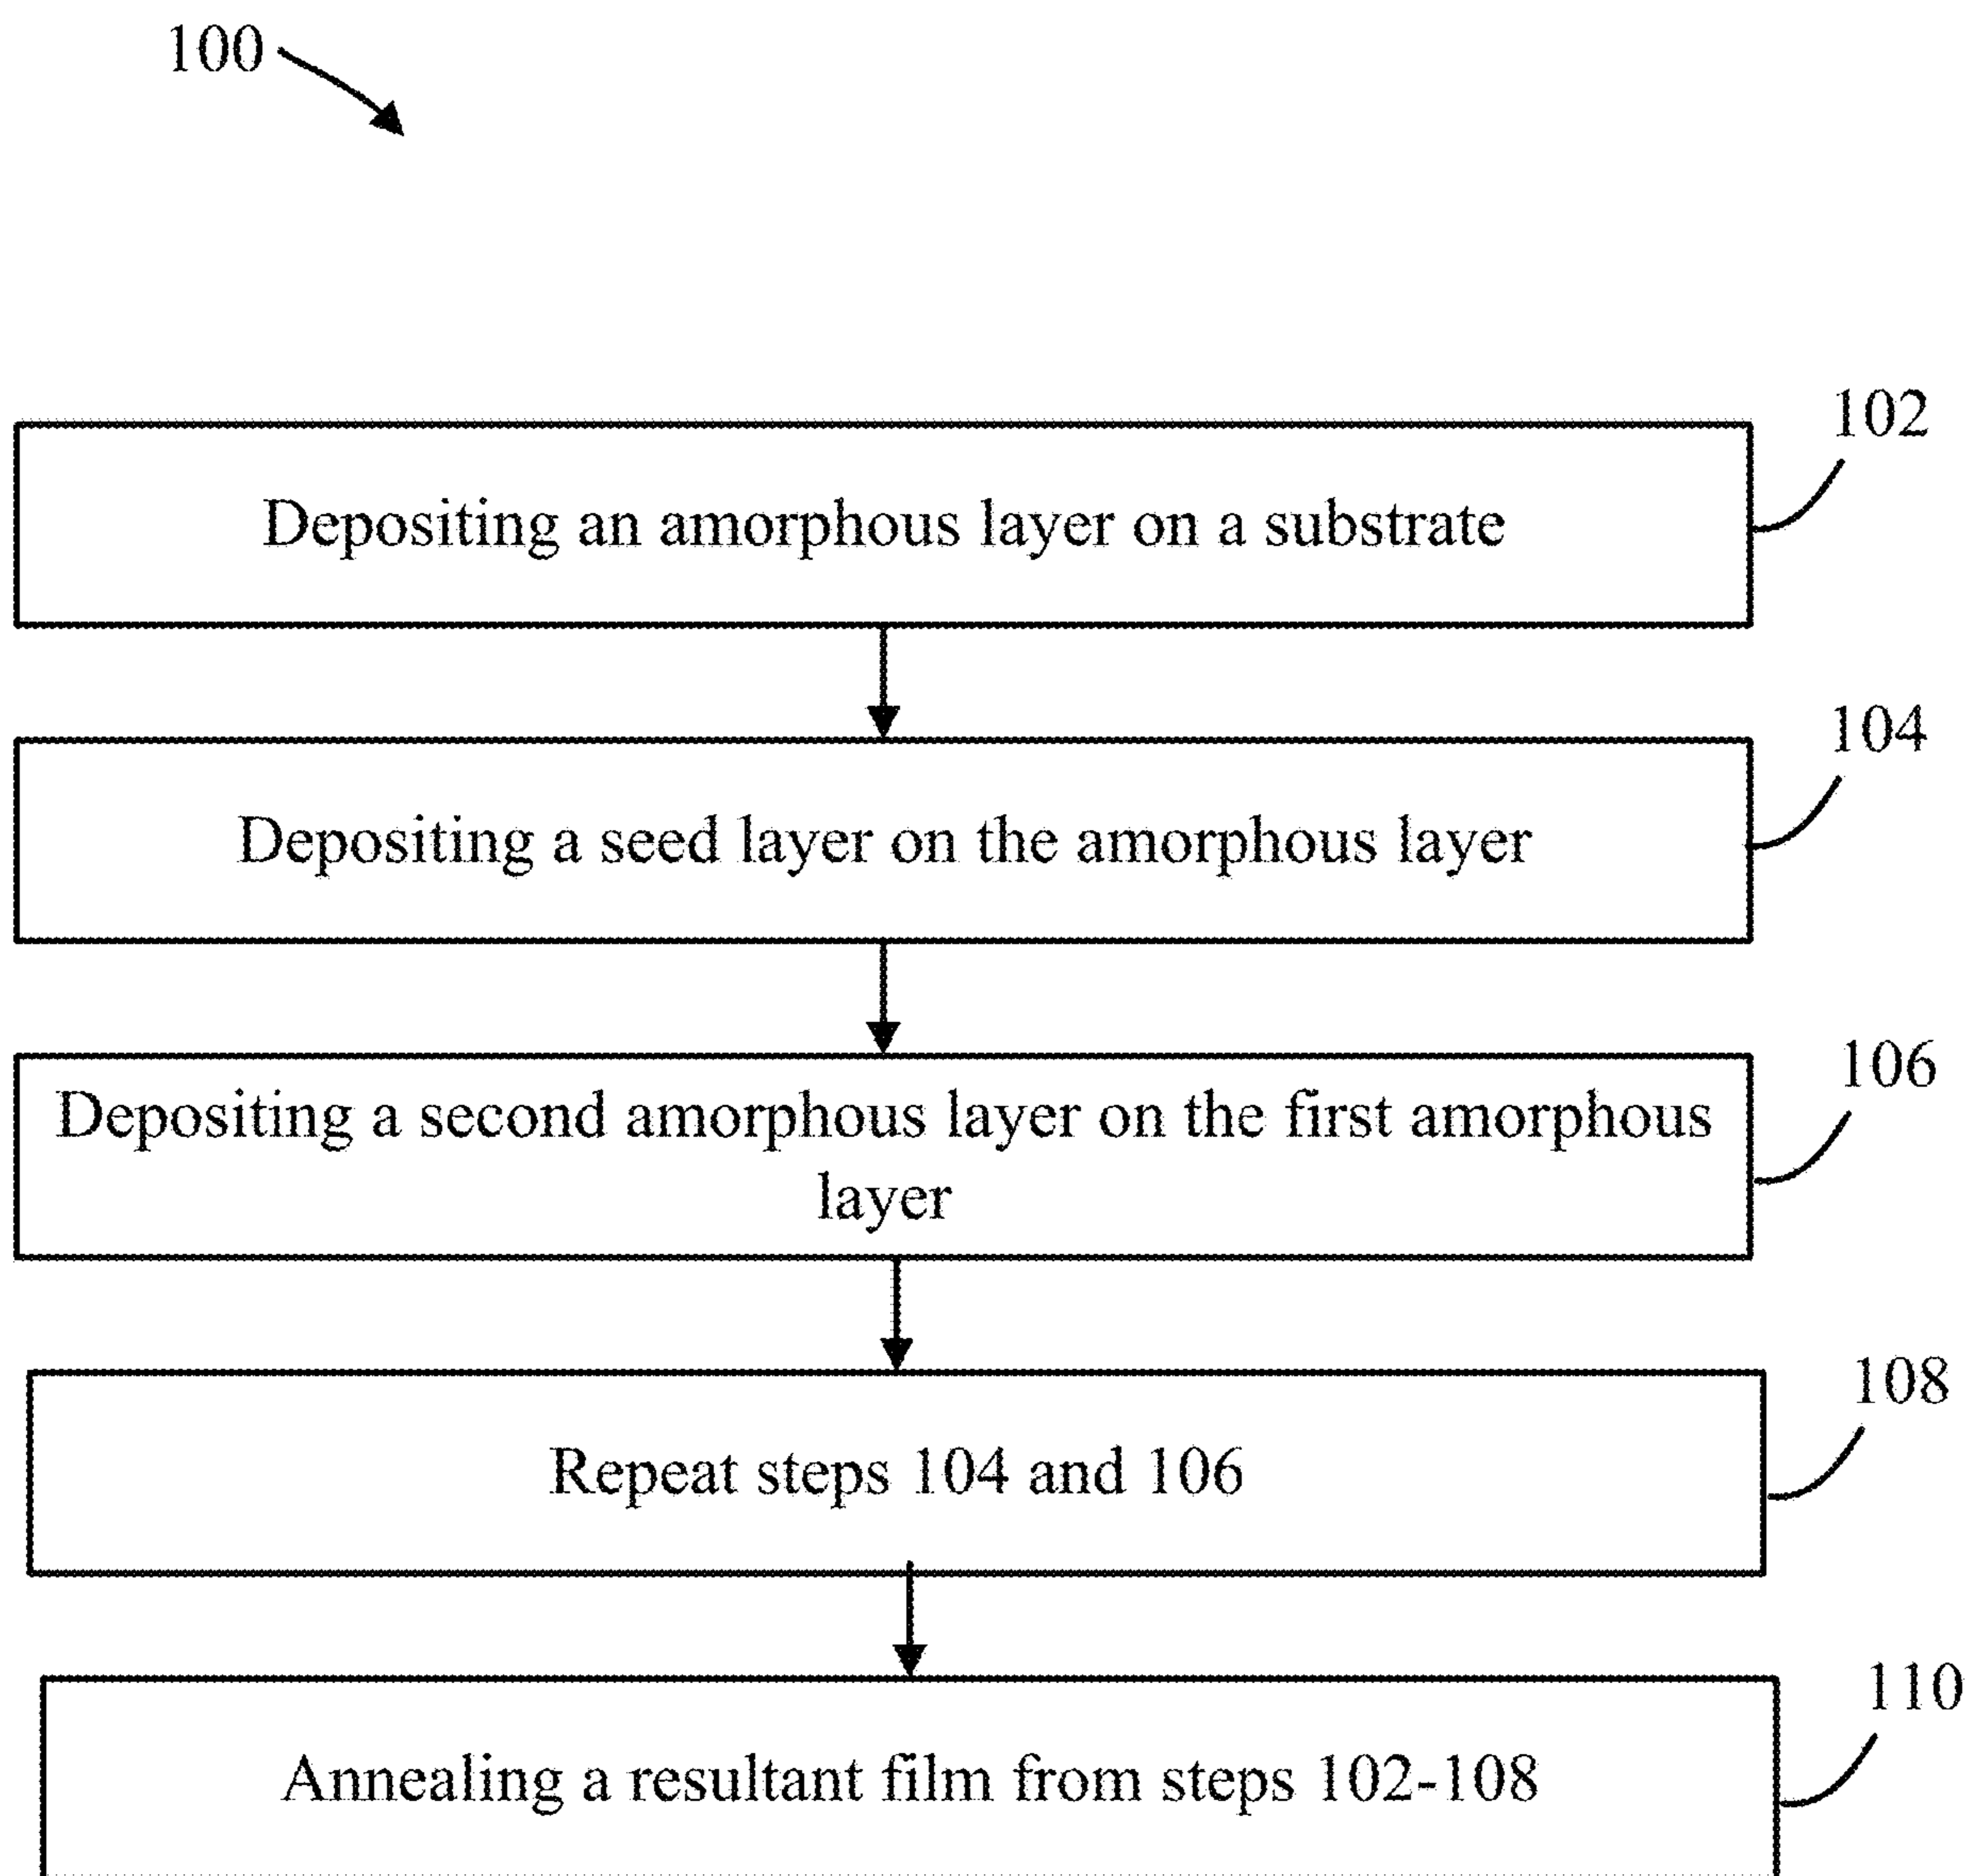 100
102
Depositing an amorphous layer on a substrate
104
Depositing a seed layer on the amorphous layer
106
Depositing a second amorphous layer on the first amorphous
layer
108
Repeat steps 104 and 106
110
Annealing a resultant film from steps 102-108